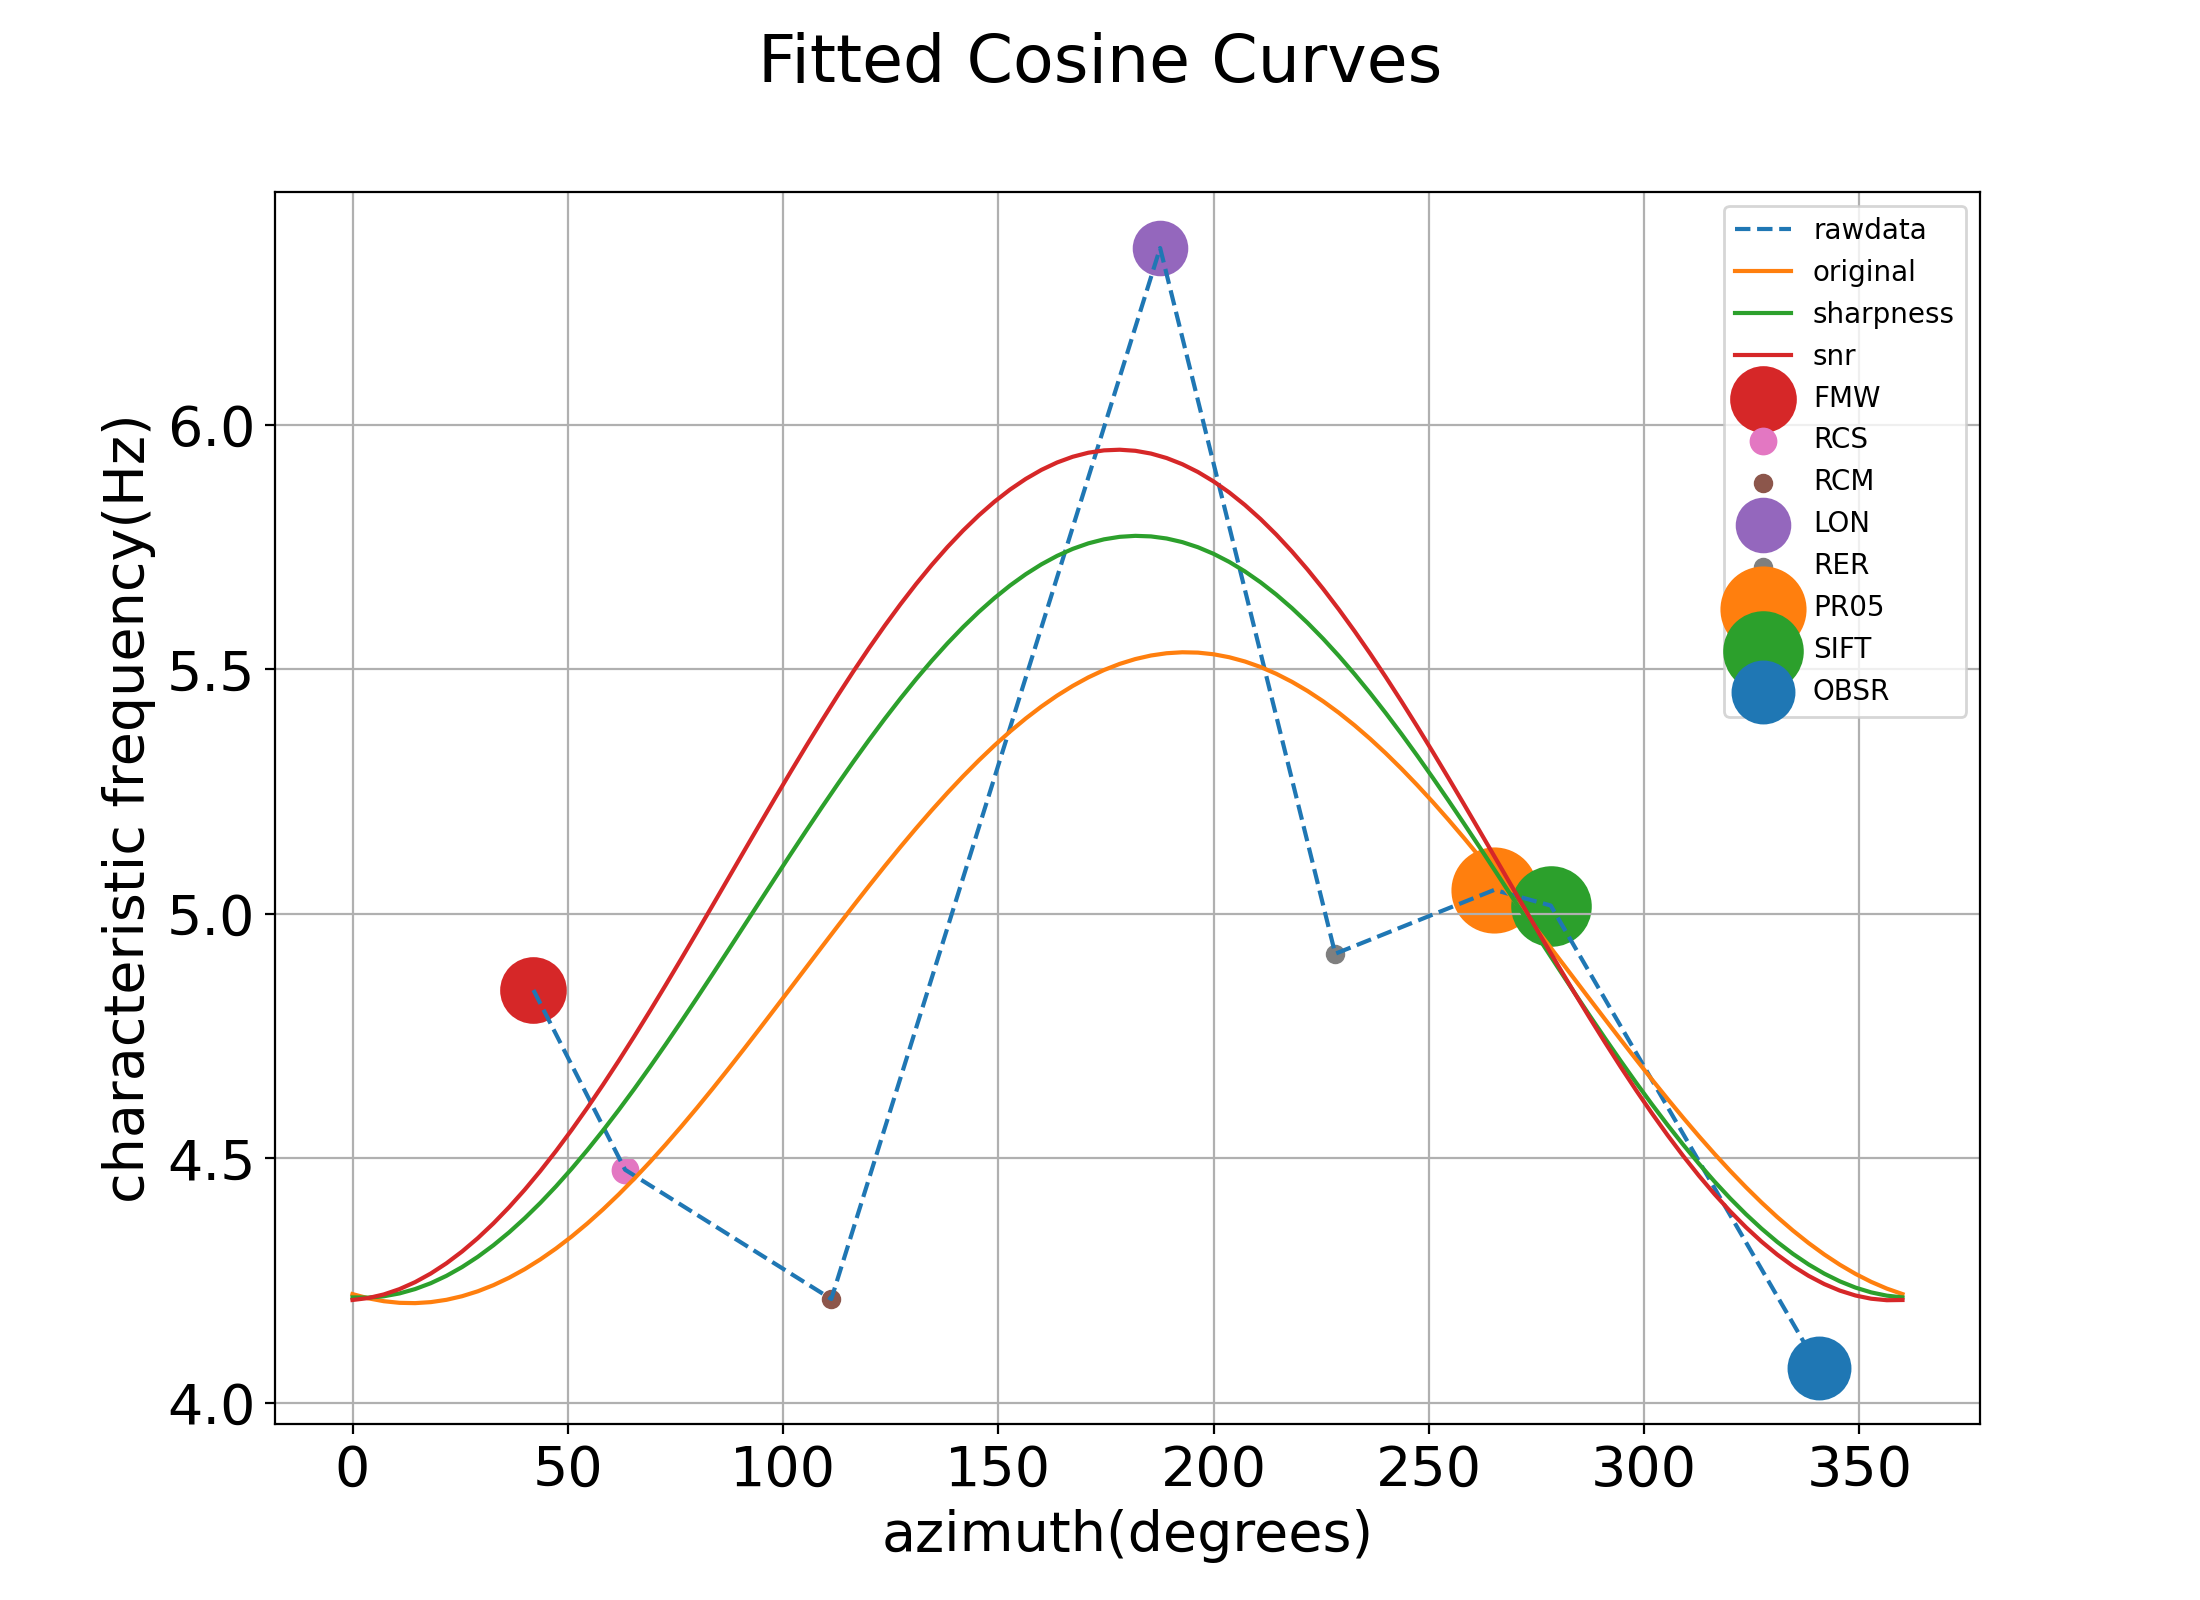 Fitted Cosine Curves
characteristic frequency(Hz)
6.0
5.5
5.0
4.5
4.0
0 50 100 150 200 250 300 350
azimuth(degrees)
rawdata
original
sharpness
snr
FMW
RCS
RCM
LON
RER
PR05
SIFT
OBSR